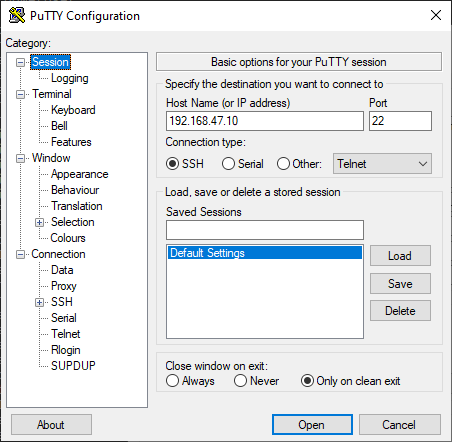 PuTTY Configuration
Category:
Session
Logging
Terminal
Keyboard
Bell
Features
Window
Appearance
Behaviour
Translation
Selection
Colours
Connection
Data
Proxy
SSH
Serial
Telnet
Rlogin
SUPDUP
Basic options for your PuTTY session
Specify the destination you want to connect to
Host Name (or IP address) Port
192.168.47.10 22
Connection type:
SSH Serial Other: Telnet
Load, save or delete a stored session
Saved Sessions
Default Settings
Load
Save
Delete
Close window on exit:
Always Never Only on clean exit
About Open Cancel